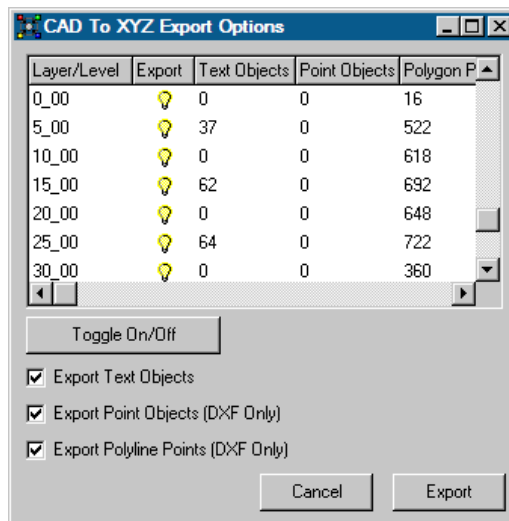 CAD To XYZ Export Options
Layer/Level Export Text Objects Point Objects Polygon P
0_00 0 0 16
5_00 37 0 522
10_00 0 0 618
15_00 62 0 692
20_00 0 0 648
25_00 64 0 722
30_00 0 0 360
Toggle On/Off
Export Text Objects
Export Point Objects (DXF Only)
Export Polyline Points (DXF Only)
Cancel Export